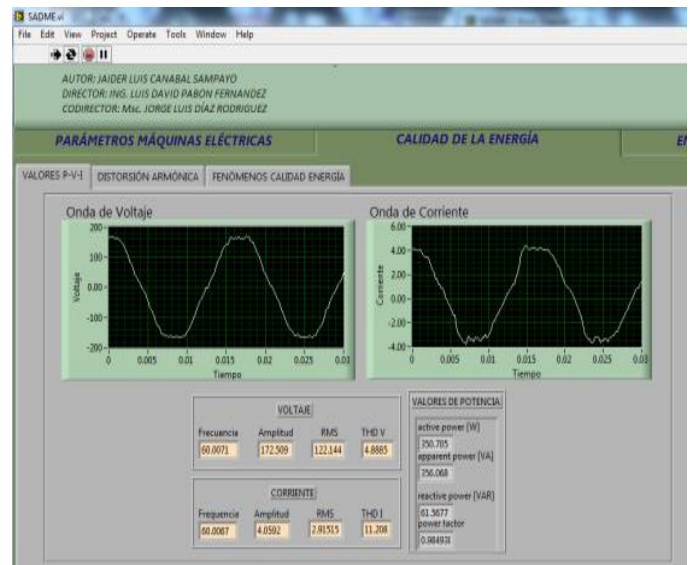 SADME.vi
File Edit View Project Operate Tools Window Help
AUTOR: JAIDER LUIS CANABAL SAMPAYO
DIRECTOR: ING. LUIS DAVID PABON FERNANDEZ
CODIRECTOR: Msc. JORGE LUIS DÍAZ RODRIGUEZ
PARÁMETROS MÁQUINAS ELÉCTRICAS CALIDAD DE LA ENERGÍA
VALORES P-V-I DISTORSIÓN ARMÓNICA FENÓMENOS CALIDAD ENERGÍA
Onda de Voltaje
200
100
0.00
-100
-200
Voltaje
0 0.005 0.01 0.015 0.02 0.025 0.03
Tiempo
Onda de Corriente
6.00
4.00
2.00
0.00
-2.00
-4.00
Corriente
0 0.005 0.01 0.015 0.02 0.025 0.03
Tiempo
VOLTAJE
Frecuencia Amplitud RMS THD V
60.0071 172.509 122.144 4.8885
CORRIENTE
Frequencia Amplitud RMS THD I
60.0067 4.0592 2.91515 11.208
VALORES DE POTENCIA
active power [W]
350.705
apparent power [VA]
356.068
reactive power [VAR]
61.5677
power factor
0.984938